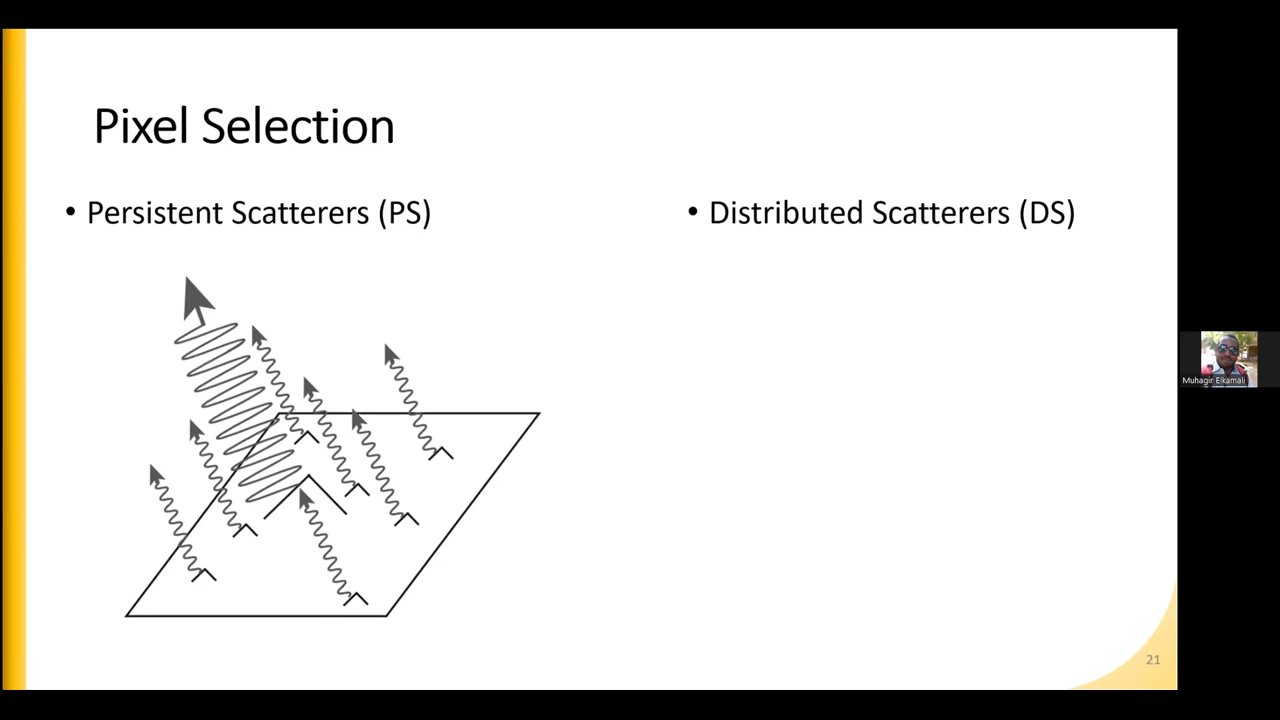 Pixel Selection
• Persistent Scatterers (PS)
• Distributed Scatterers (DS)
Muhagir Elkamali
21